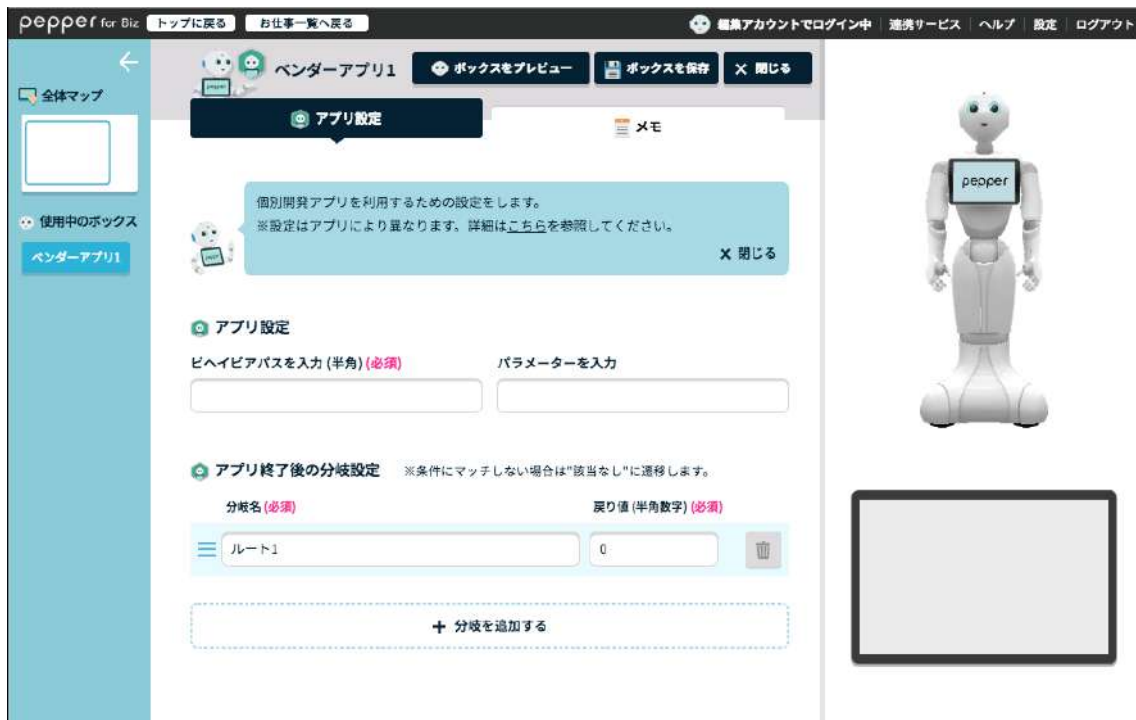 pepper for Biz トップに戻る お仕事一覧へ戻る 編集アカウントでログイン中 連携サービス ヘルプ 設定 ログアウト
全体マップ
使用中のボックス
ベンダーアプリ1
ベンダーアプリ1 ボックスをプレビュー ボックスを保存 閉じる
アプリ設定 メモ
個別開発アプリを利用するための設定をします。
※設定はアプリにより異なります。詳細はこちらを参照してください。
閉じる
アプリ設定
ビヘイビアパスを入力 (半角) (必須) パラメーターを入力
アプリ終了後の分岐設定 ※条件にマッチしない場合は"該当なし"に遷移します。
分岐名 (必須) 戻り値 (半角数字) (必須)
ルート1 0
+ 分岐を追加する
pepper